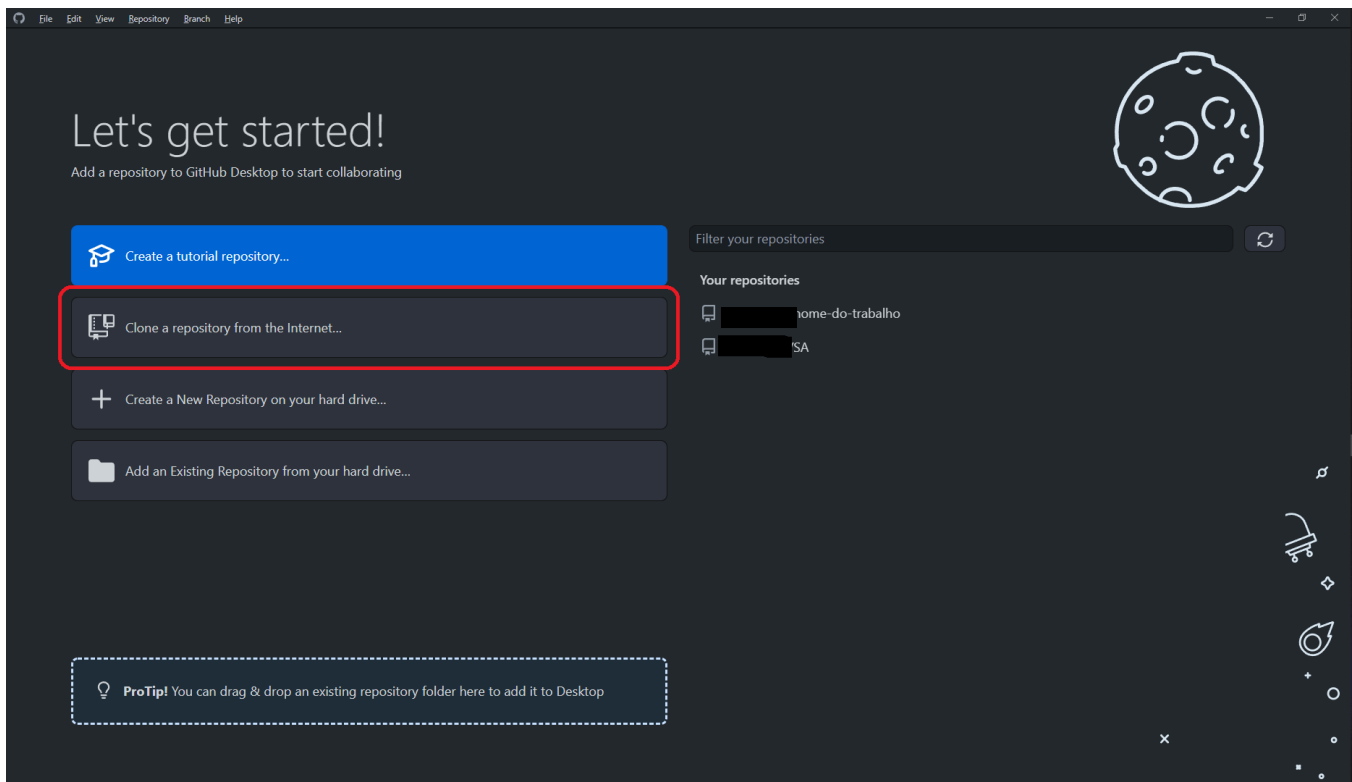 File Edit View Repository Branch Help
Let's get started!
Add a repository to GitHub Desktop to start collaborating
Create a tutorial repository...
Clone a repository from the Internet...
Create a New Repository on your hard drive...
Add an Existing Repository from your hard drive...
ProTip! You can drag & drop an existing repository folder here to add it to Desktop
Filter your repositories
Your repositories
nome-do-trabalho
/SA